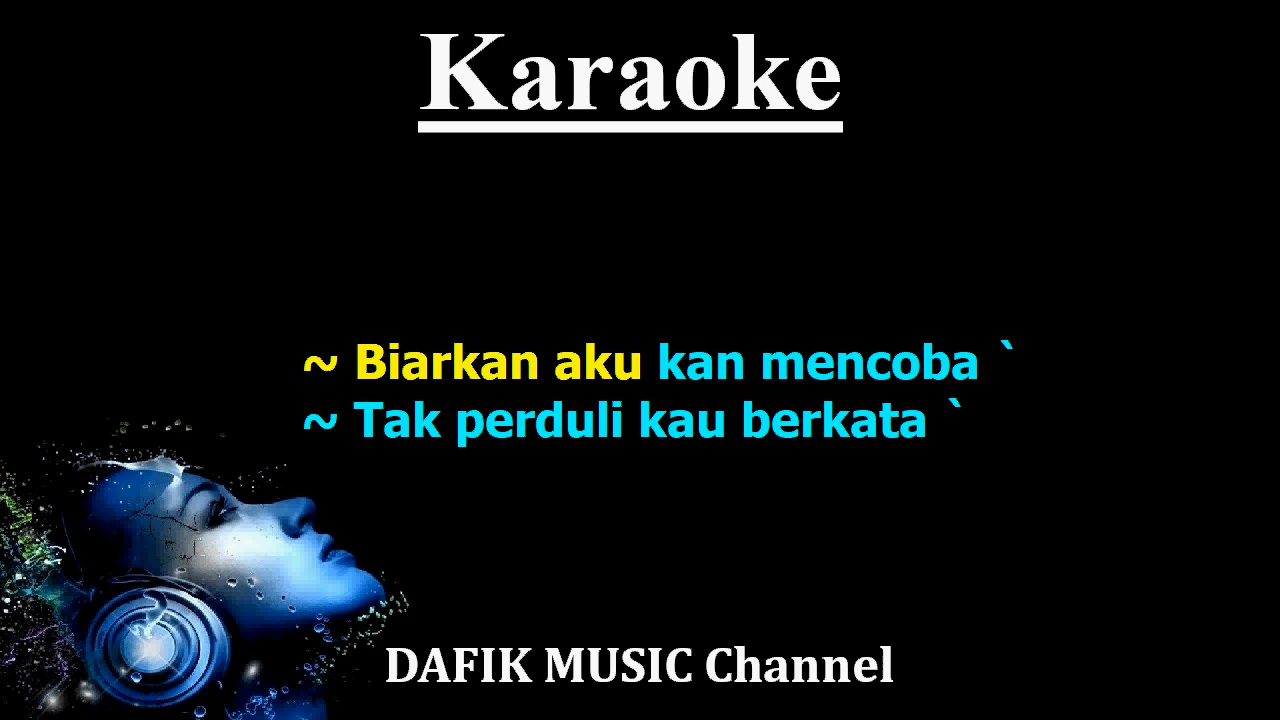 Karaoke
~ Biarkan aku kan mencoba `
~ Tak perduli kau berkata `
DAFIK MUSIC Channel